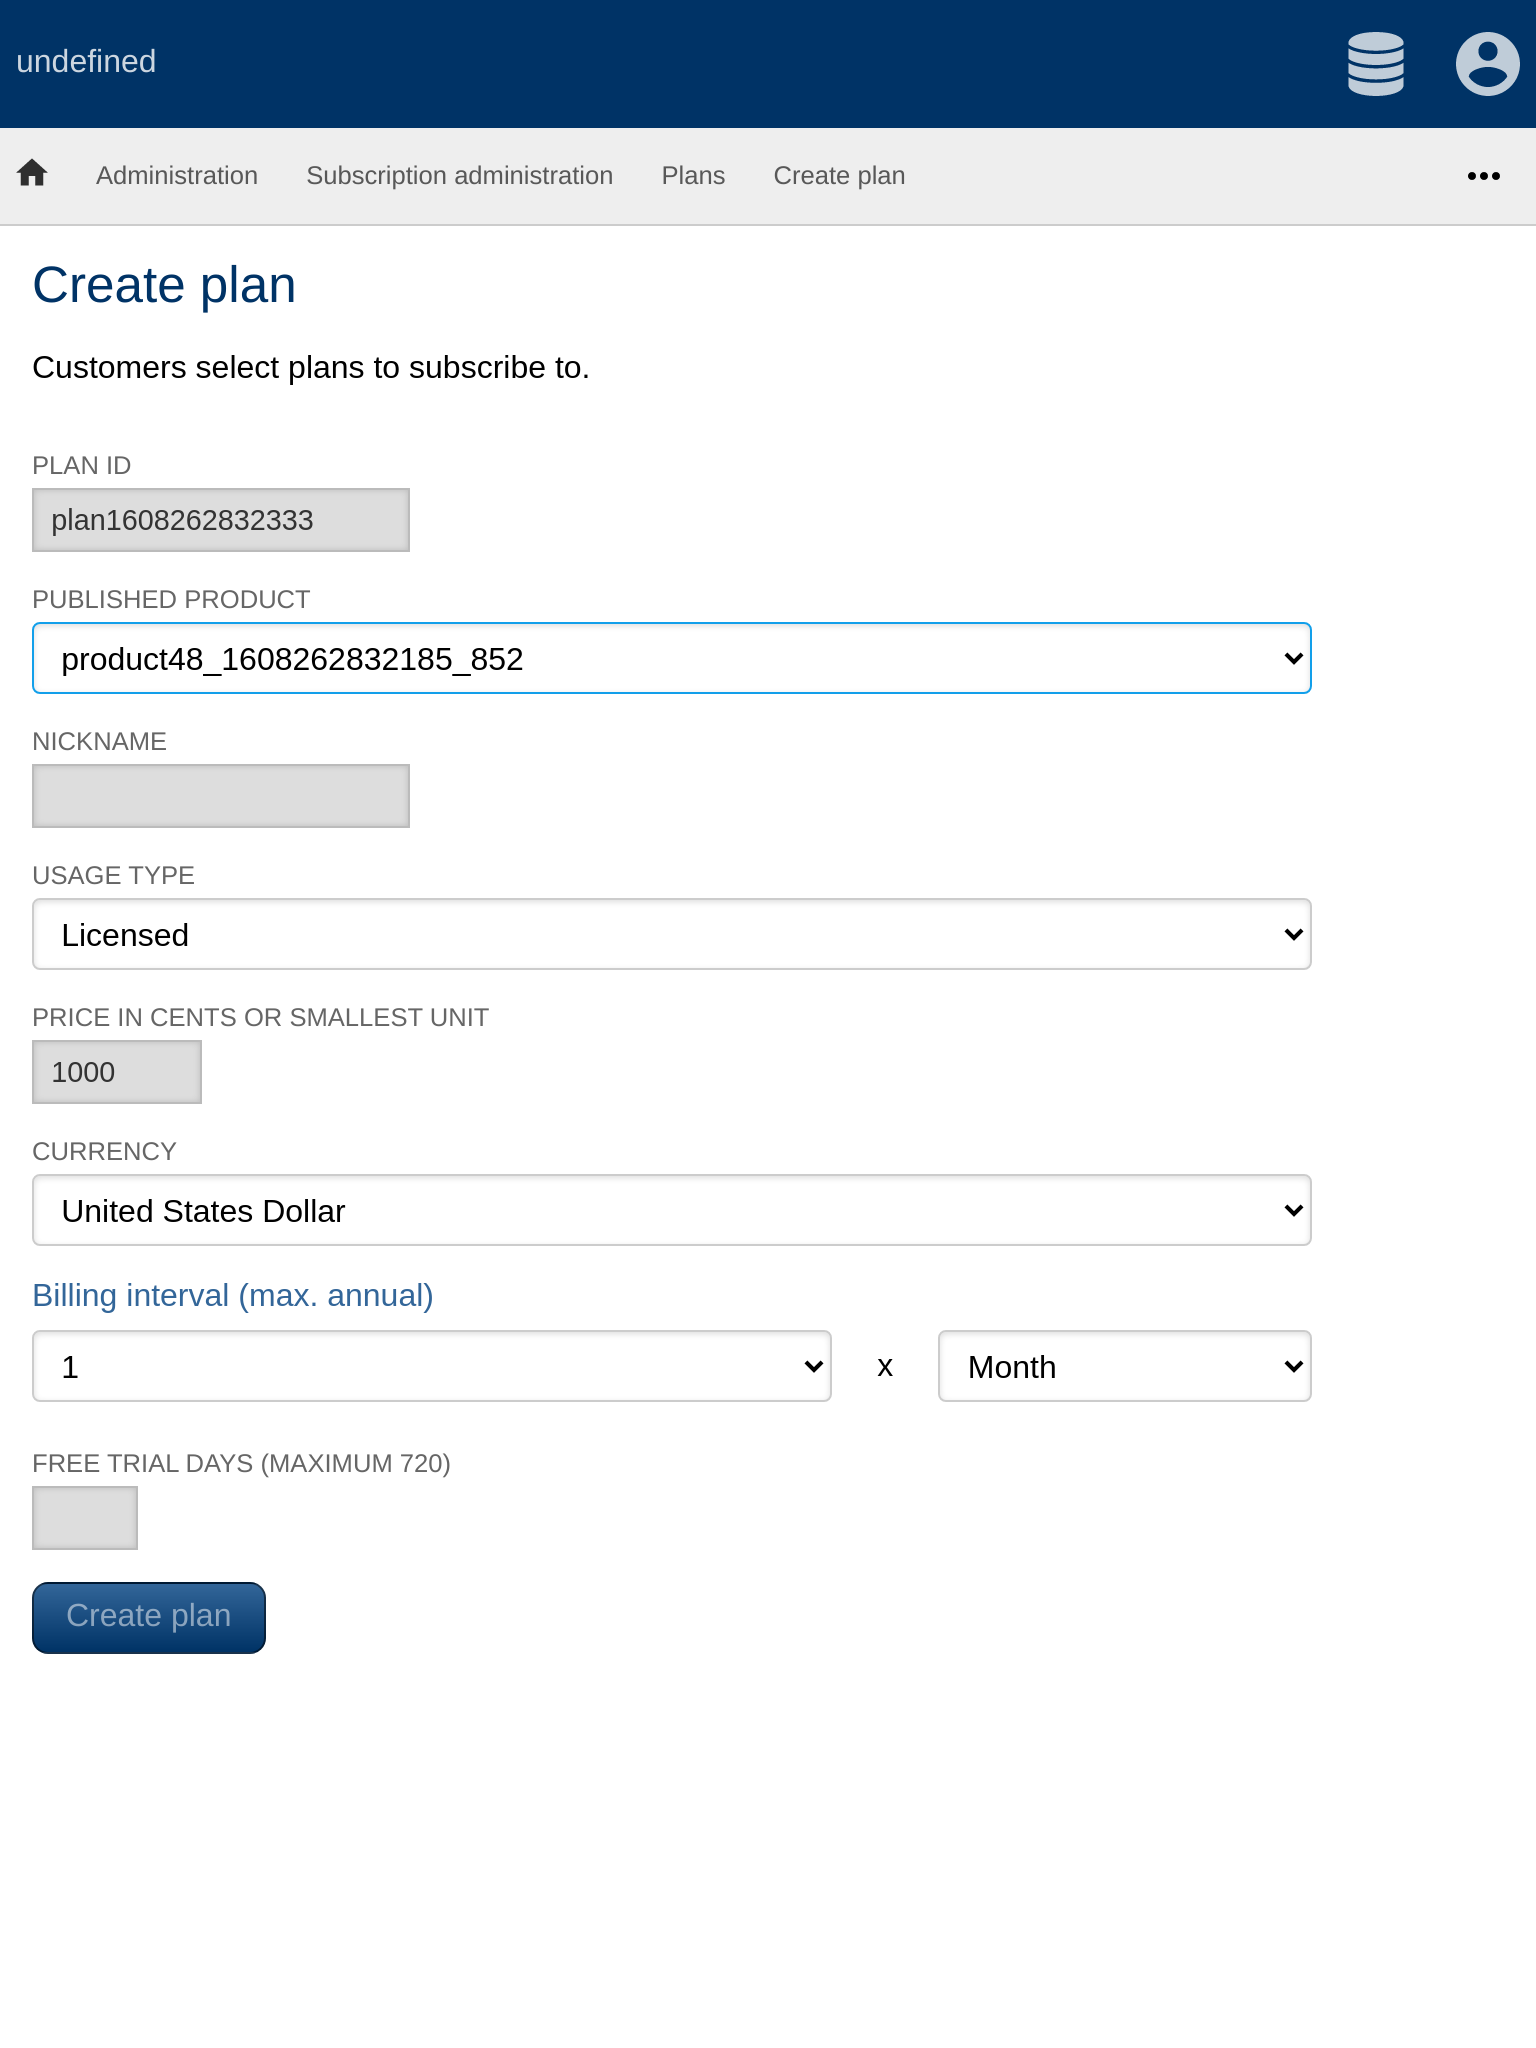 undefined
Administration Subscription administration Plans Create plan
Create plan
Customers select plans to subscribe to.
PLAN ID
plan1608262832333
PUBLISHED PRODUCT
product48_1608262832185_852
NICKNAME
USAGE TYPE
Licensed
PRICE IN CENTS OR SMALLEST UNIT
1000
CURRENCY
United States Dollar
Billing interval (max. annual)
1 x Month
FREE TRIAL DAYS (MAXIMUM 720)
Create plan